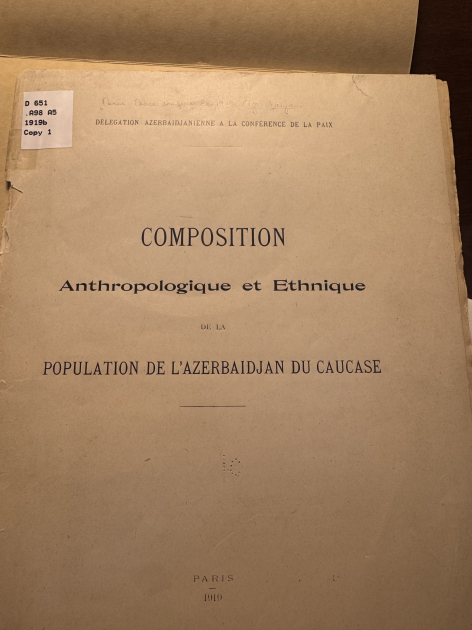 D 651
.A98 A5
1919b
Copy 1
DÉLÉGATION AZERBAIDJANIENNE A LA CONFÉRENCE DE LA PAIX
COMPOSITION
Anthropologique et Ethnique
DE LA
POPULATION DE L'AZERBAIDJAN DU CAUCASE
PARIS
1919